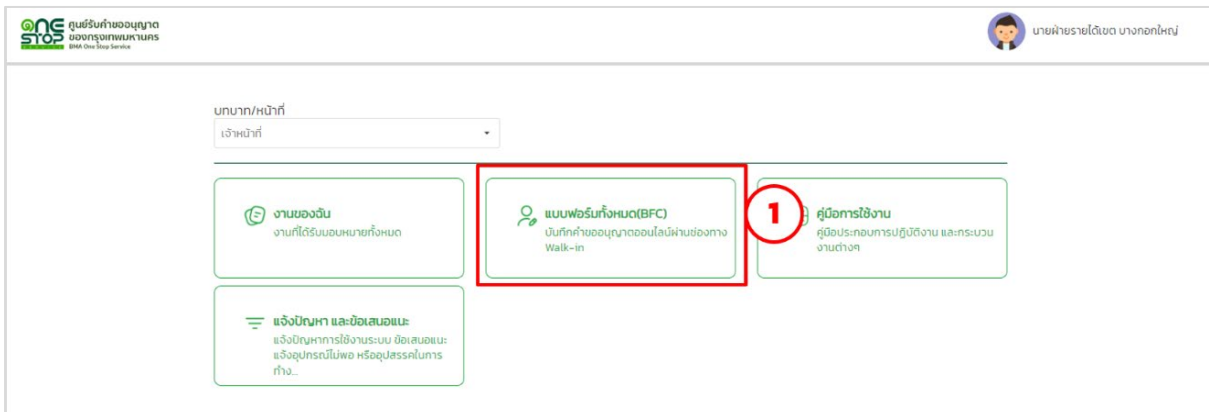 ONE
STOP
SERVICE
ศูนย์รับคำขออนุญาต
ของกรุงเทพมหานคร
BMA One Stop Service
นายฝ่ายรายได้เขต บางกอกใหญ่
บทบาท/หน้าที่
เจ้าหน้าที่
งานของฉัน
งานที่ได้รับมอบหมายทั้งหมด
แบบฟอร์มทั้งหมด(BFC)
บันทึกคำขออนุญาตออนไลน์ผ่านช่องทาง
Walk-in
1
คู่มือการใช้งาน
คู่มือประกอบการปฏิบัติงาน และกระบวน
งานต่างๆ
แจ้งปัญหา และข้อเสนอแนะ
แจ้งปัญหาการใช้งานระบบ ข้อเสนอแนะ
แจ้งอุปกรณ์ไม่พอ หรืออุปสรรคในการ
ทำง...